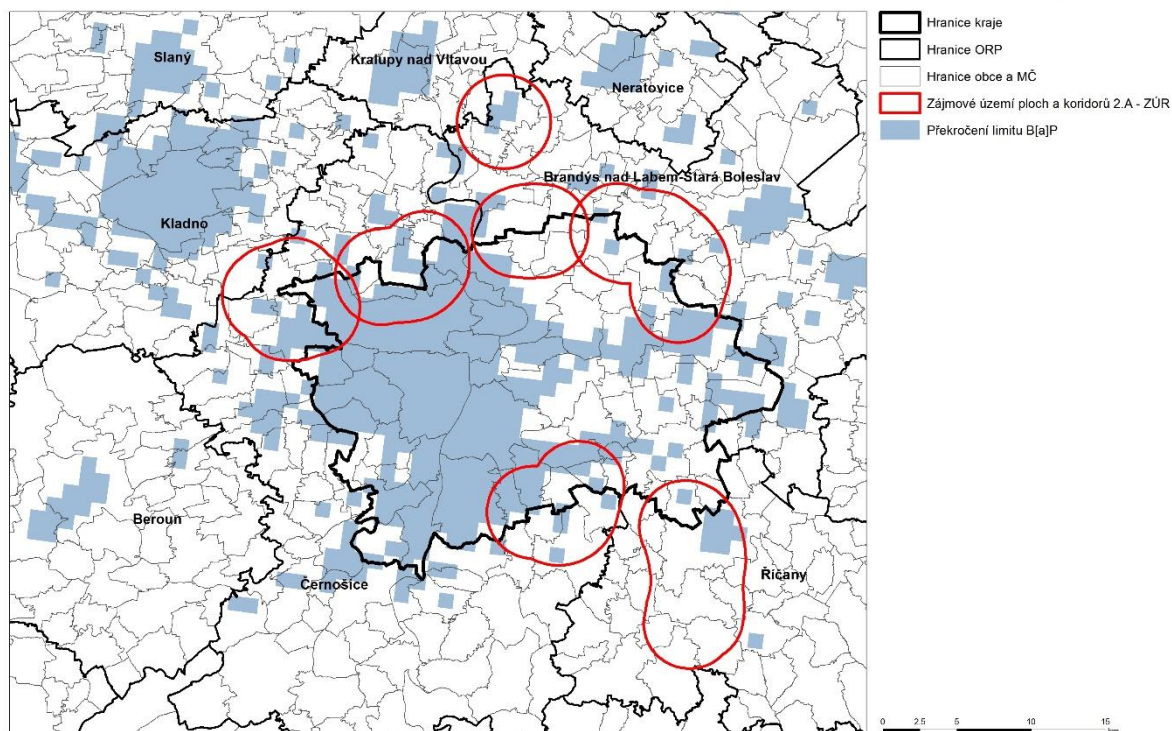 Slaný
Kralupy nad Vltavou
Neratovice
Brandýs nad Labem-Stará Boleslav
Kladno
Beroun
Černošice
Říčany
Hranice kraje
Hranice ORP
Hranice obce a MČ
Zájmové území ploch a koridorů 2.A - ZÚR
Překročení limitu B[a]P
0 2.5 5 10 15